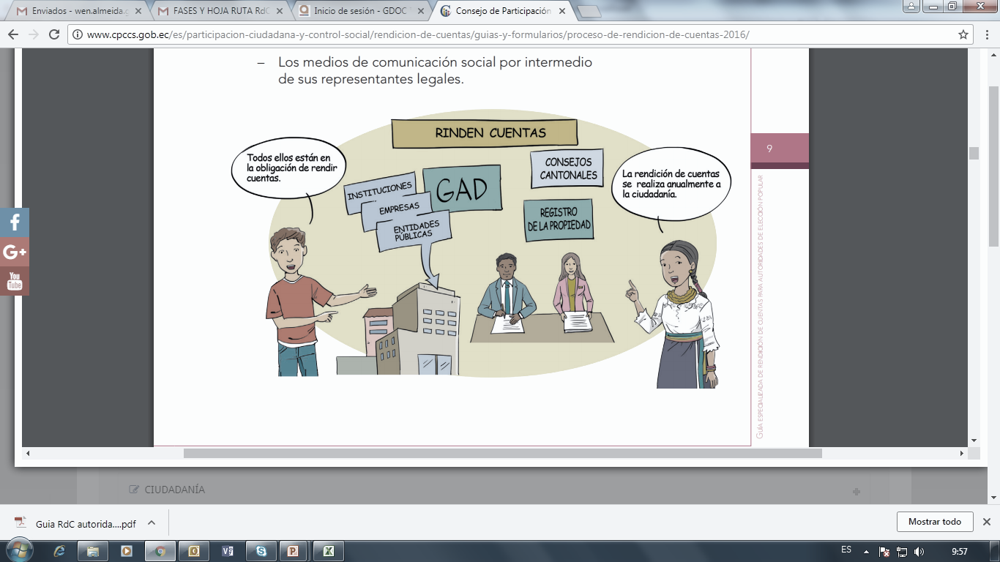 Enviados - wen.almeida.g
FASES Y HOJA RUTA RdC
Inicio de sesión - GDOC
Consejo de Participación
www.cpccs.gob.ec/es/participacion-ciudadana-y-control-social/rendicion-de-cuentas/guias-y-formularios/proceso-de-rendicion-de-cuentas-2016/
– Los medios de comunicación social por intermedio
de sus representantes legales.
RINDEN CUENTAS
Todos ellos están en
la obligación de rendir
cuentas.
INSTITUCIONES
EMPRESAS
ENTIDADES
PÚBLICAS
GAD
CONSEJOS
CANTONALES
REGISTRO
DE LA PROPIEDAD
La rendición de cuentas
se realiza anualmente a
la ciudadanía.
9
GUÍA ESPECIALIZADA DE RENDICIÓN DE CUENTAS PARA AUTORIDADES DE ELECCIÓN POPULAR
f
G+
You
Tube
CIUDADANÍA
Guia RdC autorida....pdf
Mostrar todo
ES
9:57